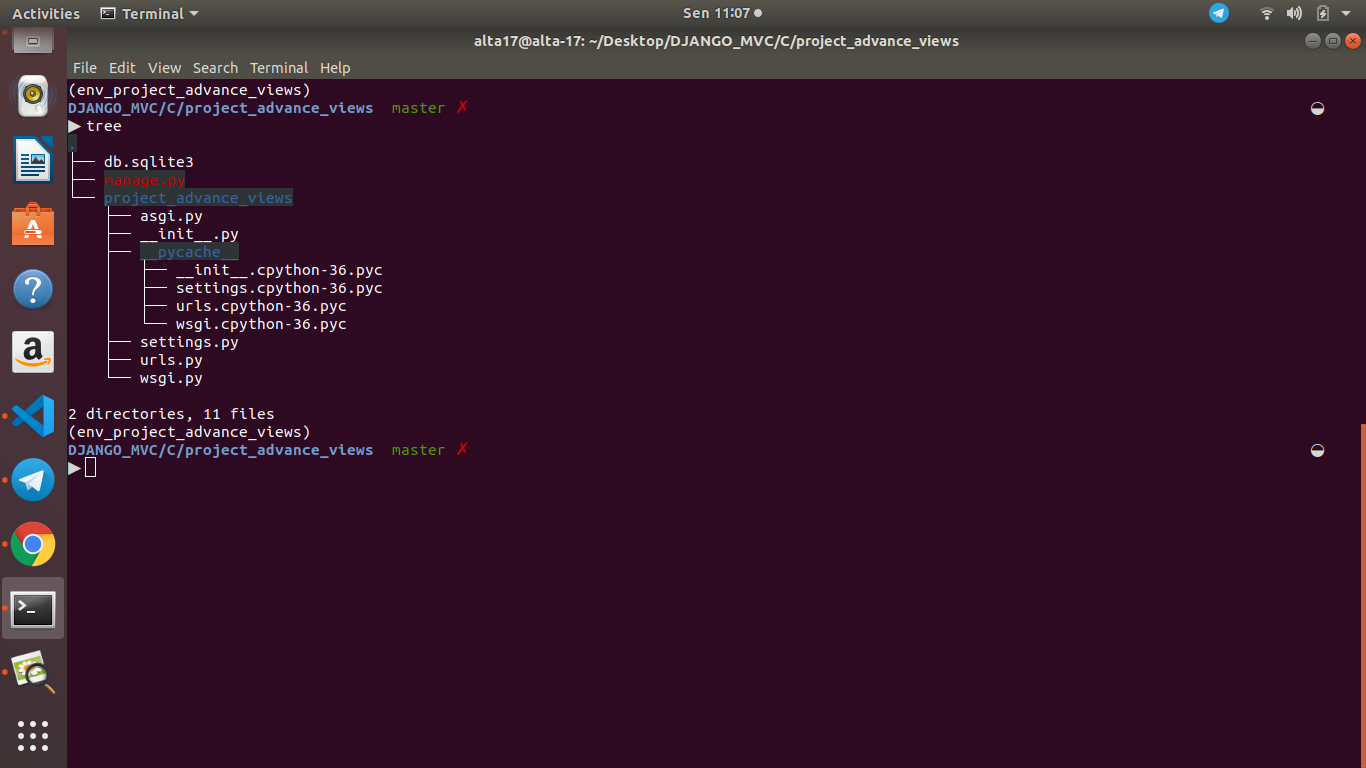 Activities Terminal Sen 11:07
alta17@alta-17: ~/Desktop/DJANGO_MVC/C/project_advance_views
File Edit View Search Terminal Help
(env_project_advance_views)
DJANGO_MVC/C/project_advance_views master ✗
▶ tree
.
├── db.sqlite3
├── manage.py
└── project_advance_views
    ├── asgi.py
    ├── __init__.py
    ├── __pycache__
    │   ├── __init__.cpython-36.pyc
    │   ├── settings.cpython-36.pyc
    │   ├── urls.cpython-36.pyc
    │   └── wsgi.cpython-36.pyc
    ├── settings.py
    ├── urls.py
    └── wsgi.py
2 directories, 11 files
(env_project_advance_views)
DJANGO_MVC/C/project_advance_views master ✗
▶